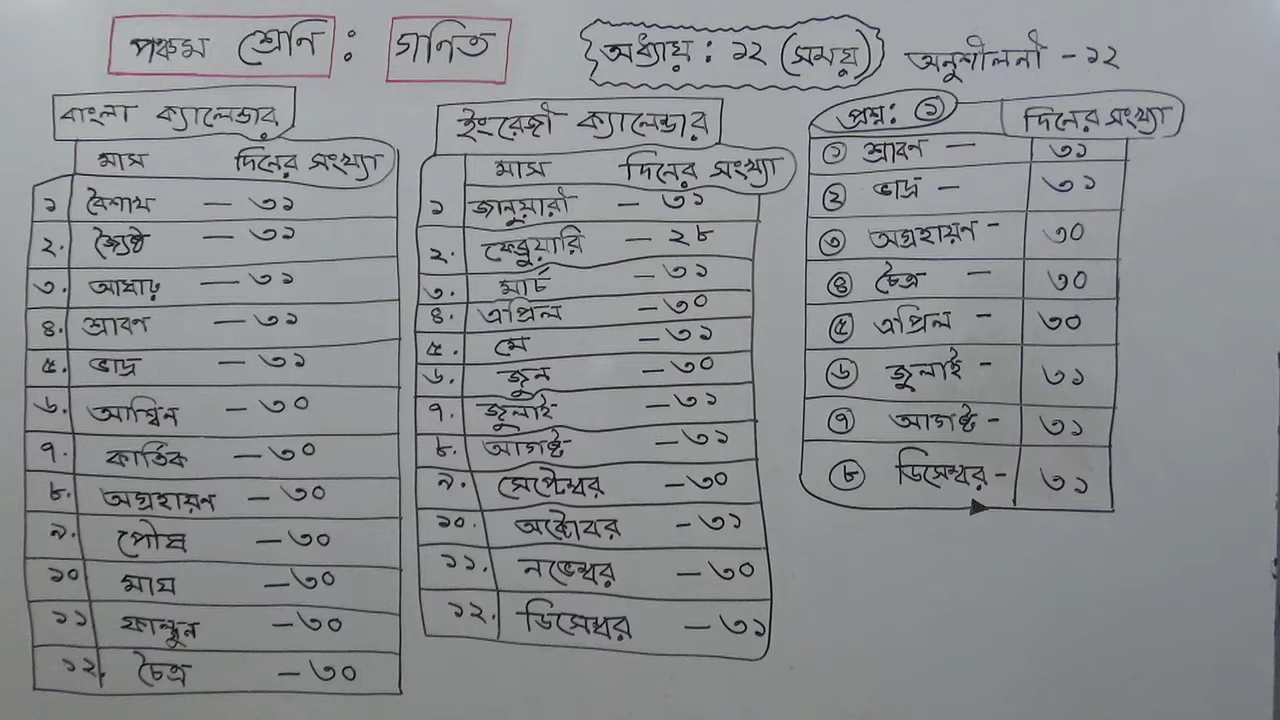 পঞ্চম শ্রেনি : গনিত
অধ্যায় : ১২ (সময়) অনুশীলনী - ১২
বাংলা ক্যালেন্ডার
মাস দিনের সংখ্যা
১ বৈশাখ — ৩১
২. জ্যৈষ্ঠ — ৩১
৩. আষাঢ় — ৩১
৪. শ্রাবণ — ৩১
৫. ভাদ্র — ৩১
৬. আশ্বিন — ৩০
৭. কার্তিক — ৩০
৮. অগ্রহায়ন — ৩০
৯. পৌষ — ৩০
১০ মাঘ — ৩০
১১ ফাল্গুন — ৩০
১২. চৈত্র — ৩০
ইংরেজী ক্যালেন্ডার
মাস দিনের সংখ্যা
১ জানুয়ারী — ৩১
২. ফেব্রুয়ারি — ২৮
৩. মার্চ — ৩১
৪. এপ্রিল — ৩০
৫. মে — ৩১
৬. জুন — ৩০
৭. জুলাই — ৩১
৮. আগষ্ট — ৩১
৯. সেপ্টেম্বর — ৩০
১০. অক্টোবর — ৩১
১১. নভেম্বর — ৩০
১২. ডিসেম্বর — ৩১
প্রশ্ন: ১ দিনের সংখ্যা
১ শ্রাবণ — ৩১
২ ভাদ্র — ৩১
৩ অগ্রহায়ন - ৩০
৪ চৈত্র — ৩০
৫ এপ্রিল - ৩০
৬ জুলাই - ৩১
৭ আগষ্ট - ৩১
৮ ডিসেম্বর - ৩১